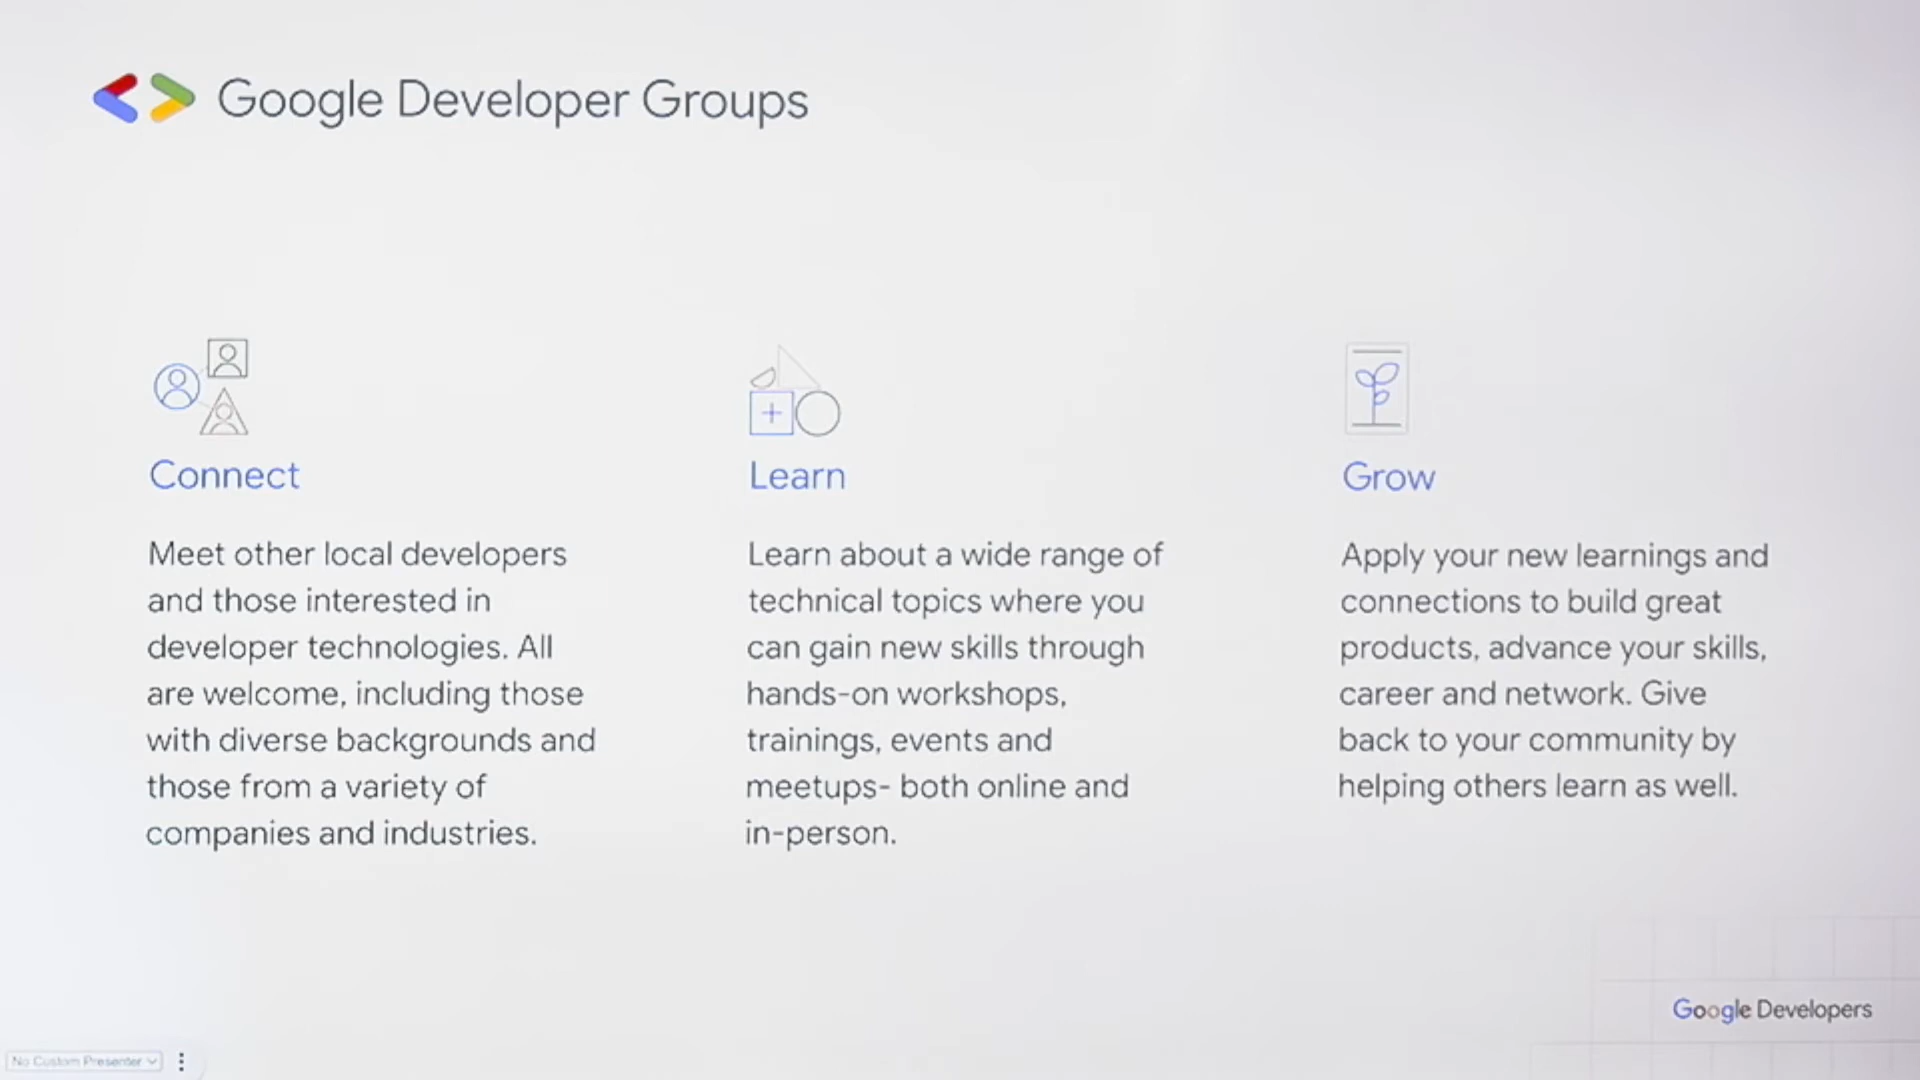 Google Developer Groups
Connect
Meet other local developers
and those interested in
developer technologies. All
are welcome, including those
with diverse backgrounds and
those from a variety of
companies and industries.
Learn
Learn about a wide range of
technical topics where you
can gain new skills through
hands-on workshops,
trainings, events and
meetups- both online and
in-person.
Grow
Apply your new learnings and
connections to build great
products, advance your skills,
career and network. Give
back to your community by
helping others learn as well.
Google Developers
No Custom Presenter